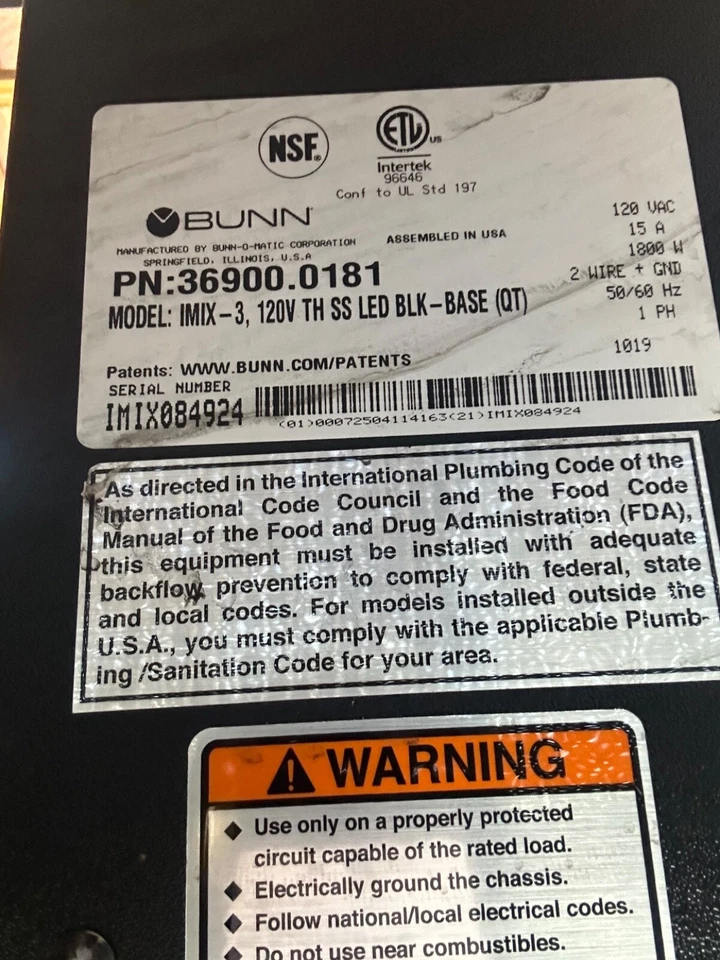 NSF®
ETL US
Intertek
96646
Conf to UL Std 197
BUNN®
MANUFACTURED BY BUNN-O-MATIC CORPORATION
SPRINGFIELD, ILLINOIS, U.S.A
ASSEMBLED IN USA
120 VAC
15 A
1800 W
2 WIRE + GND
50/60 Hz
1 PH
PN:36900.0181
MODEL: IMIX-3, 120V TH SS LED BLK-BASE (QT)
1019
Patents: WWW.BUNN.COM/PATENTS
SERIAL NUMBER
IMIX084924
(01)00072504114163(21)IMIX084924
As directed in the International Plumbing Code of the
International Code Council and the Food Code
Manual of the Food and Drug Administration (FDA),
this equipment must be installed with adequate
backflow prevention to comply with federal, state
and local codes. For models installed outside the
U.S.A., you must comply with the applicable Plumb-
ing /Sanitation Code for your area.
WARNING
◆ Use only on a properly protected
circuit capable of the rated load.
◆ Electrically ground the chassis.
◆ Follow national/local electrical codes.
◆ Do not use near combustibles.